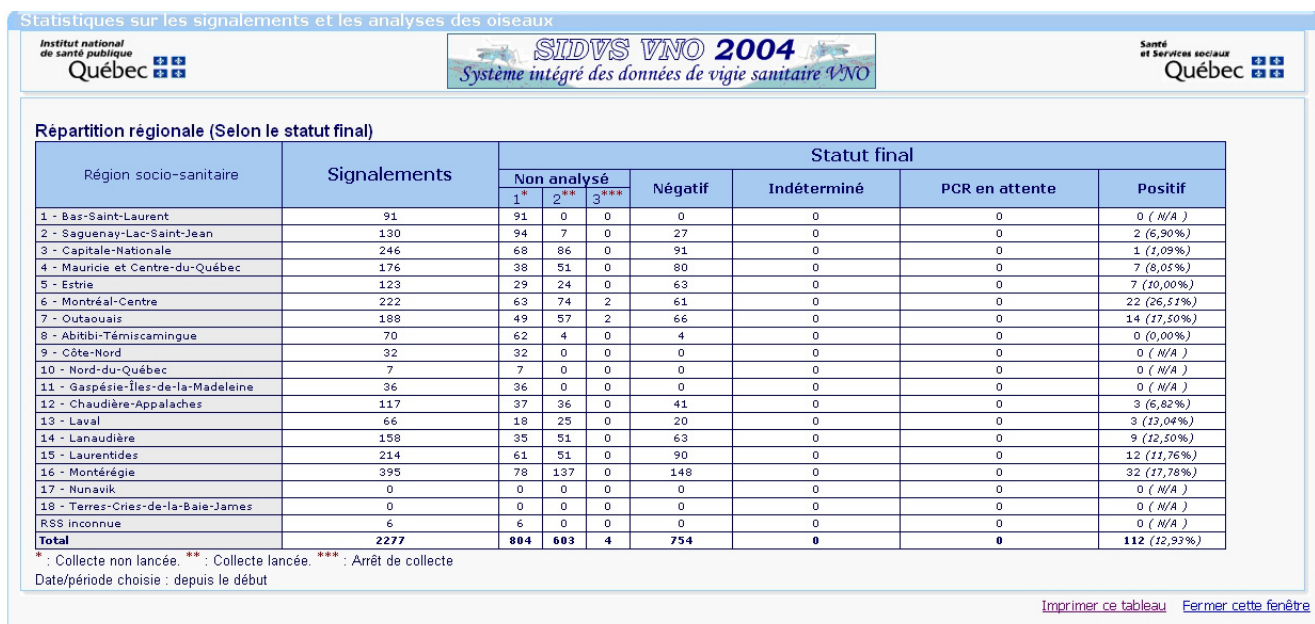 Statistiques sur les signalements et les analyses des oiseaux
Institut national
de santé publique
Québec
SIDVS VNO 2004
Système intégré des données de vigie sanitaire VNO
Santé
et Services sociaux
Québec
Répartition régionale (Selon le statut final)
Région socio-sanitaire Signalements Statut final
Non analysé Négatif Indéterminé PCR en attente Positif
1* 2** 3***
1 - Bas-Saint-Laurent 91 91 0 0 0 0 0 0 ( N/A )
2 - Saguenay-Lac-Saint-Jean 130 94 7 0 27 0 0 2 (6,90%)
3 - Capitale-Nationale 246 68 86 0 91 0 0 1 (1,09%)
4 - Mauricie et Centre-du-Québec 176 38 51 0 80 0 0 7 (8,05%)
5 - Estrie 123 29 24 0 63 0 0 7 (10,00%)
6 - Montréal-Centre 222 63 74 2 61 0 0 22 (26,51%)
7 - Outaouais 188 49 57 2 66 0 0 14 (17,50%)
8 - Abitibi-Témiscamingue 70 62 4 0 4 0 0 0 (0,00%)
9 - Côte-Nord 32 32 0 0 0 0 0 0 ( N/A )
10 - Nord-du-Québec 7 7 0 0 0 0 0 0 ( N/A )
11 - Gaspésie-Îles-de-la-Madeleine 36 36 0 0 0 0 0 0 ( N/A )
12 - Chaudière-Appalaches 117 37 36 0 41 0 0 3 (6,82%)
13 - Laval 66 18 25 0 20 0 0 3 (13,04%)
14 - Lanaudière 158 35 51 0 63 0 0 9 (12,50%)
15 - Laurentides 214 61 51 0 90 0 0 12 (11,76%)
16 - Montérégie 395 78 137 0 148 0 0 32 (17,78%)
17 - Nunavik 0 0 0 0 0 0 0 0 ( N/A )
18 - Terres-Cries-de-la-Baie-James 0 0 0 0 0 0 0 0 ( N/A )
RSS inconnue 6 6 0 0 0 0 0 0 ( N/A )
Total 2277 804 603 4 754 0 0 112 (12,93%)
* : Collecte non lancée. ** : Collecte lancée. *** : Arrêt de collecte
Date/période choisie : depuis le début
Imprimer ce tableau Fermer cette fenêtre